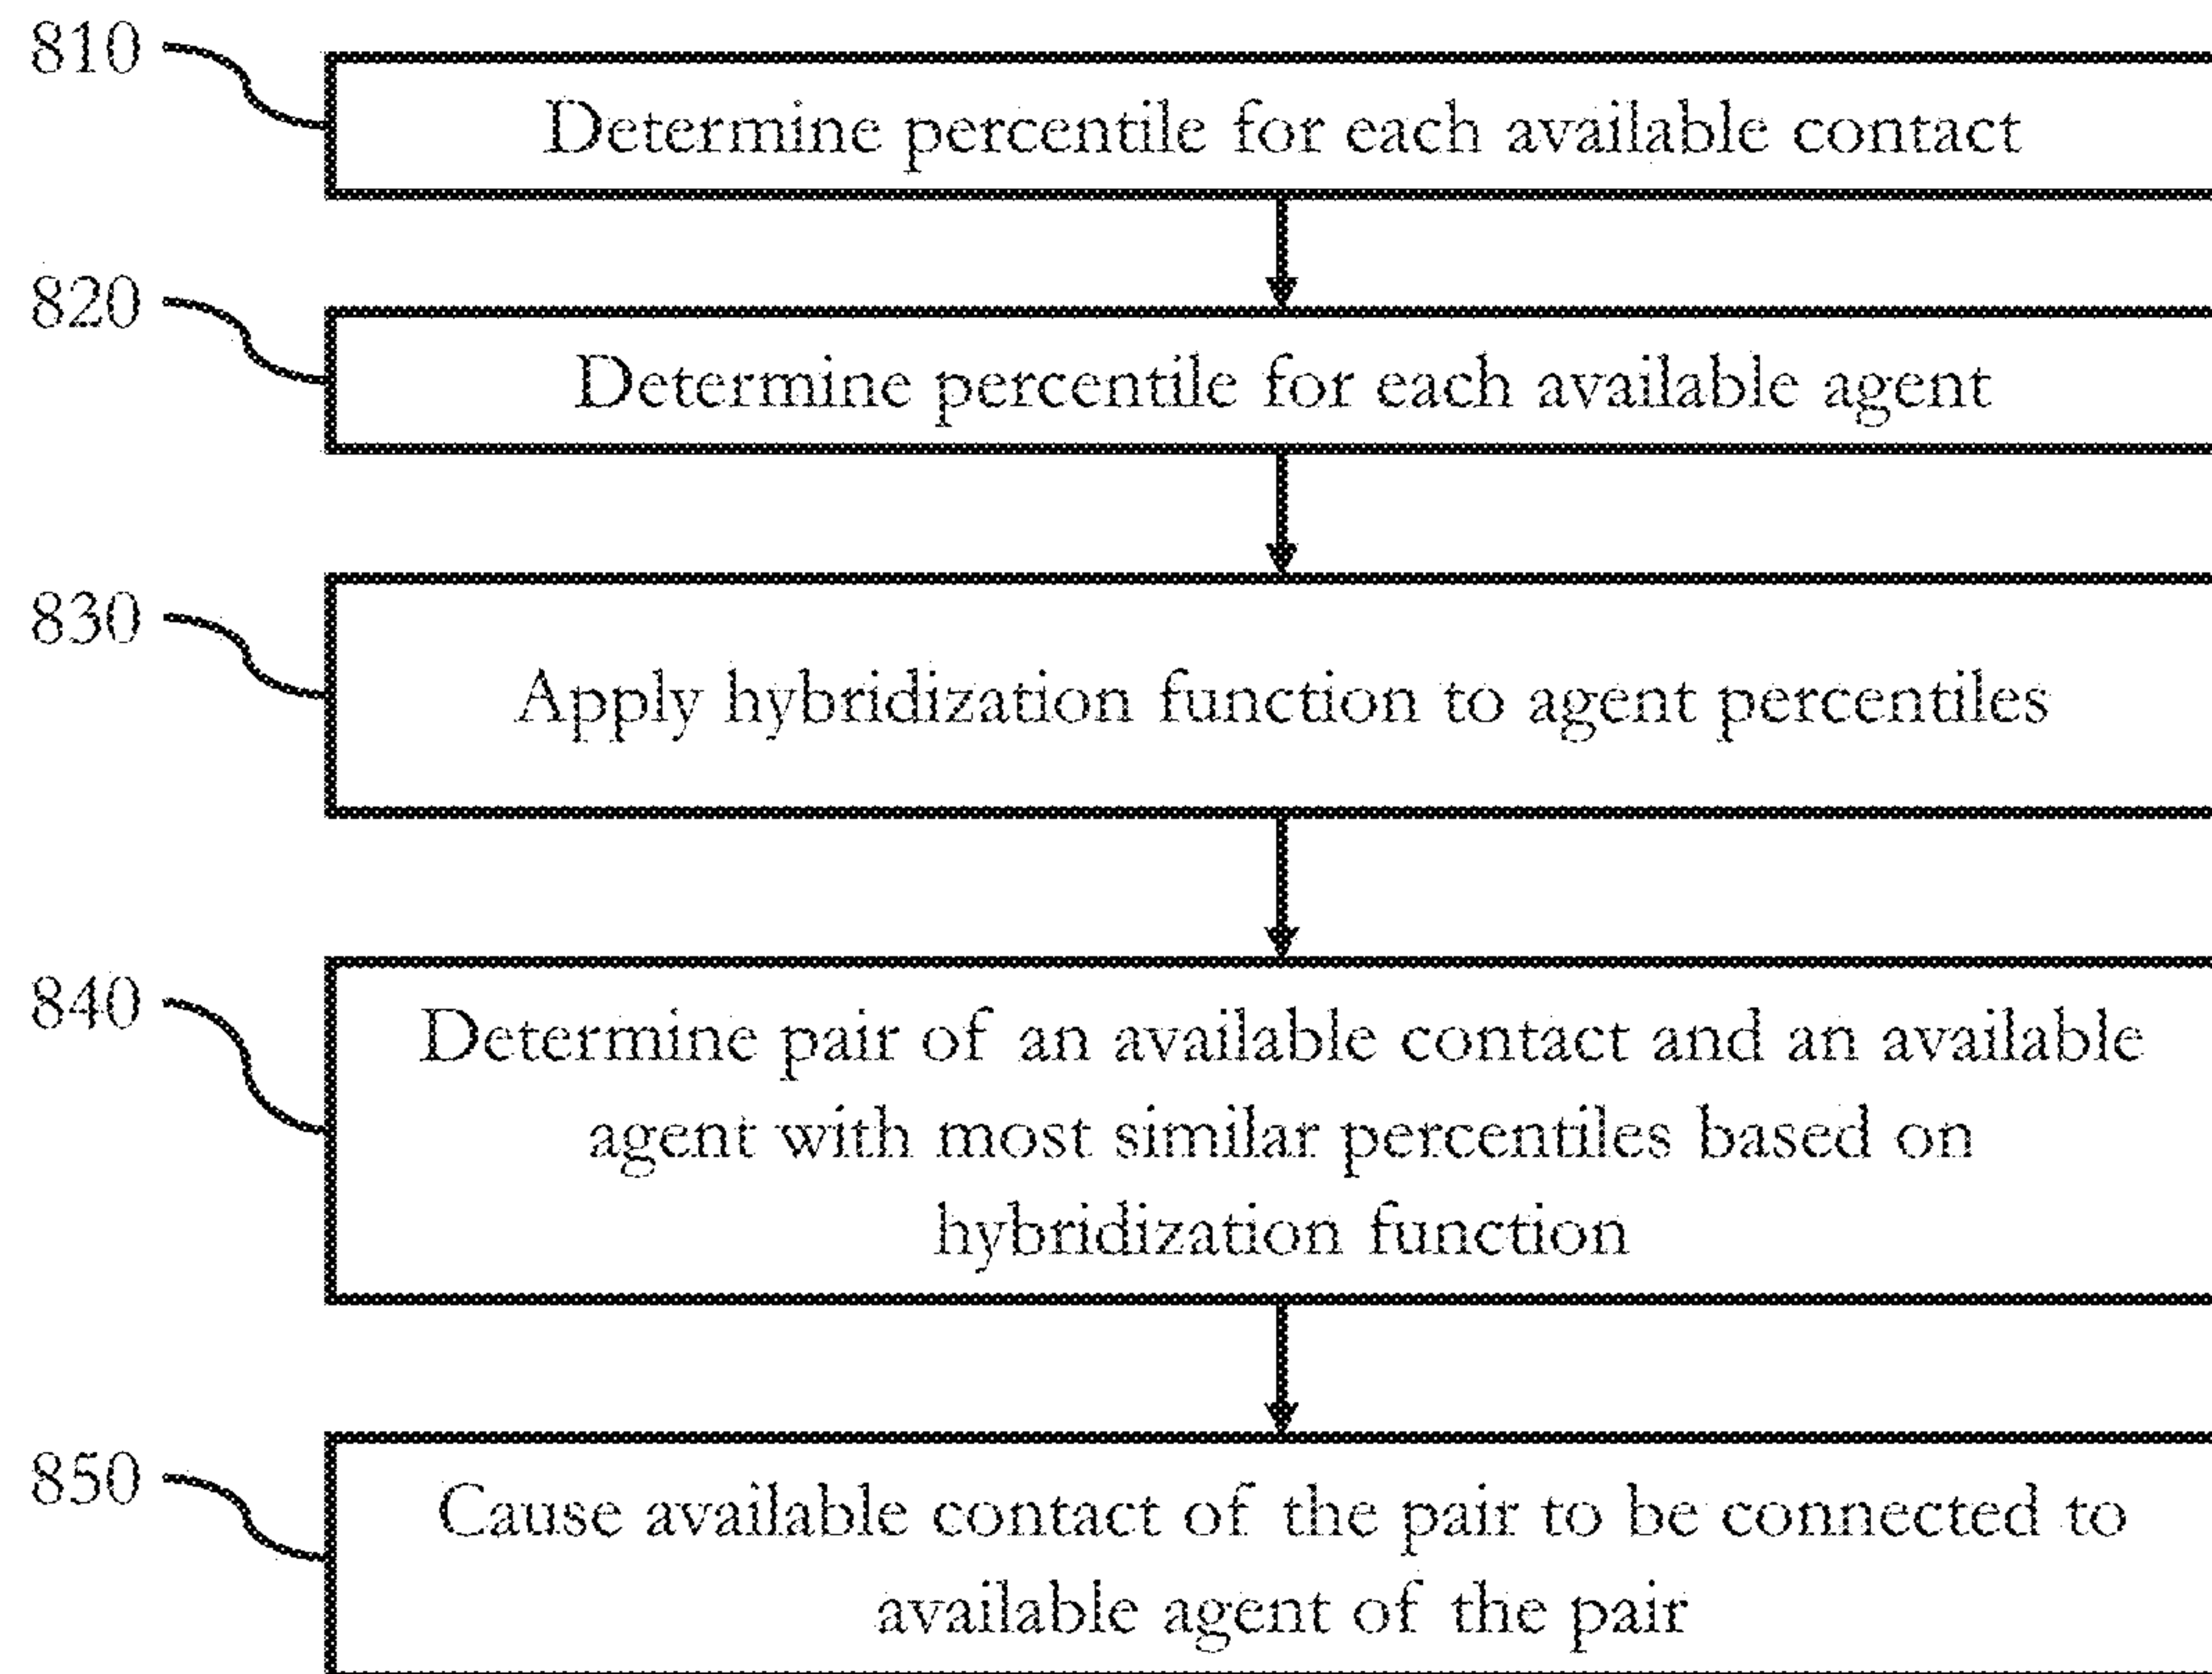 810
Determine percentile for each available contact
820
Determine percentile for each available agent
830
Apply hybridization function to agent percentiles
840
Determine pair of an available contact and an available
agent with most similar percentiles based on
hybridization function
850
Cause available contact of the pair to be connected to
available agent of the pair